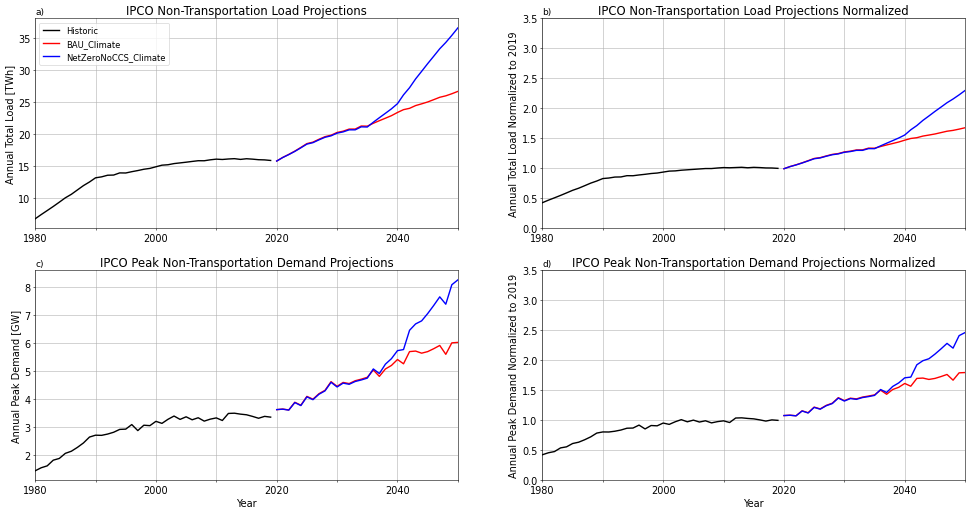 a)
IPCO Non-Transportation Load Projections
Historic
BAU_Climate
NetZeroNoCCS_Climate
Annual Total Load [TWh]
35
30
25
20
15
10
1980
2000
2020
2040
b)
IPCO Non-Transportation Load Projections Normalized
Annual Total Load Normalized to 2019
3.5
3.0
2.5
2.0
1.5
1.0
0.5
0.0
1980
2000
2020
2040
c)
IPCO Peak Non-Transportation Demand Projections
Annual Peak Demand [GW]
8
7
6
5
4
3
2
1980
2000
2020
2040
Year
d)
IPCO Peak Non-Transportation Demand Projections Normalized
Annual Peak Demand Normalized to 2019
3.5
3.0
2.5
2.0
1.5
1.0
0.5
0.0
1980
2000
2020
2040
Year